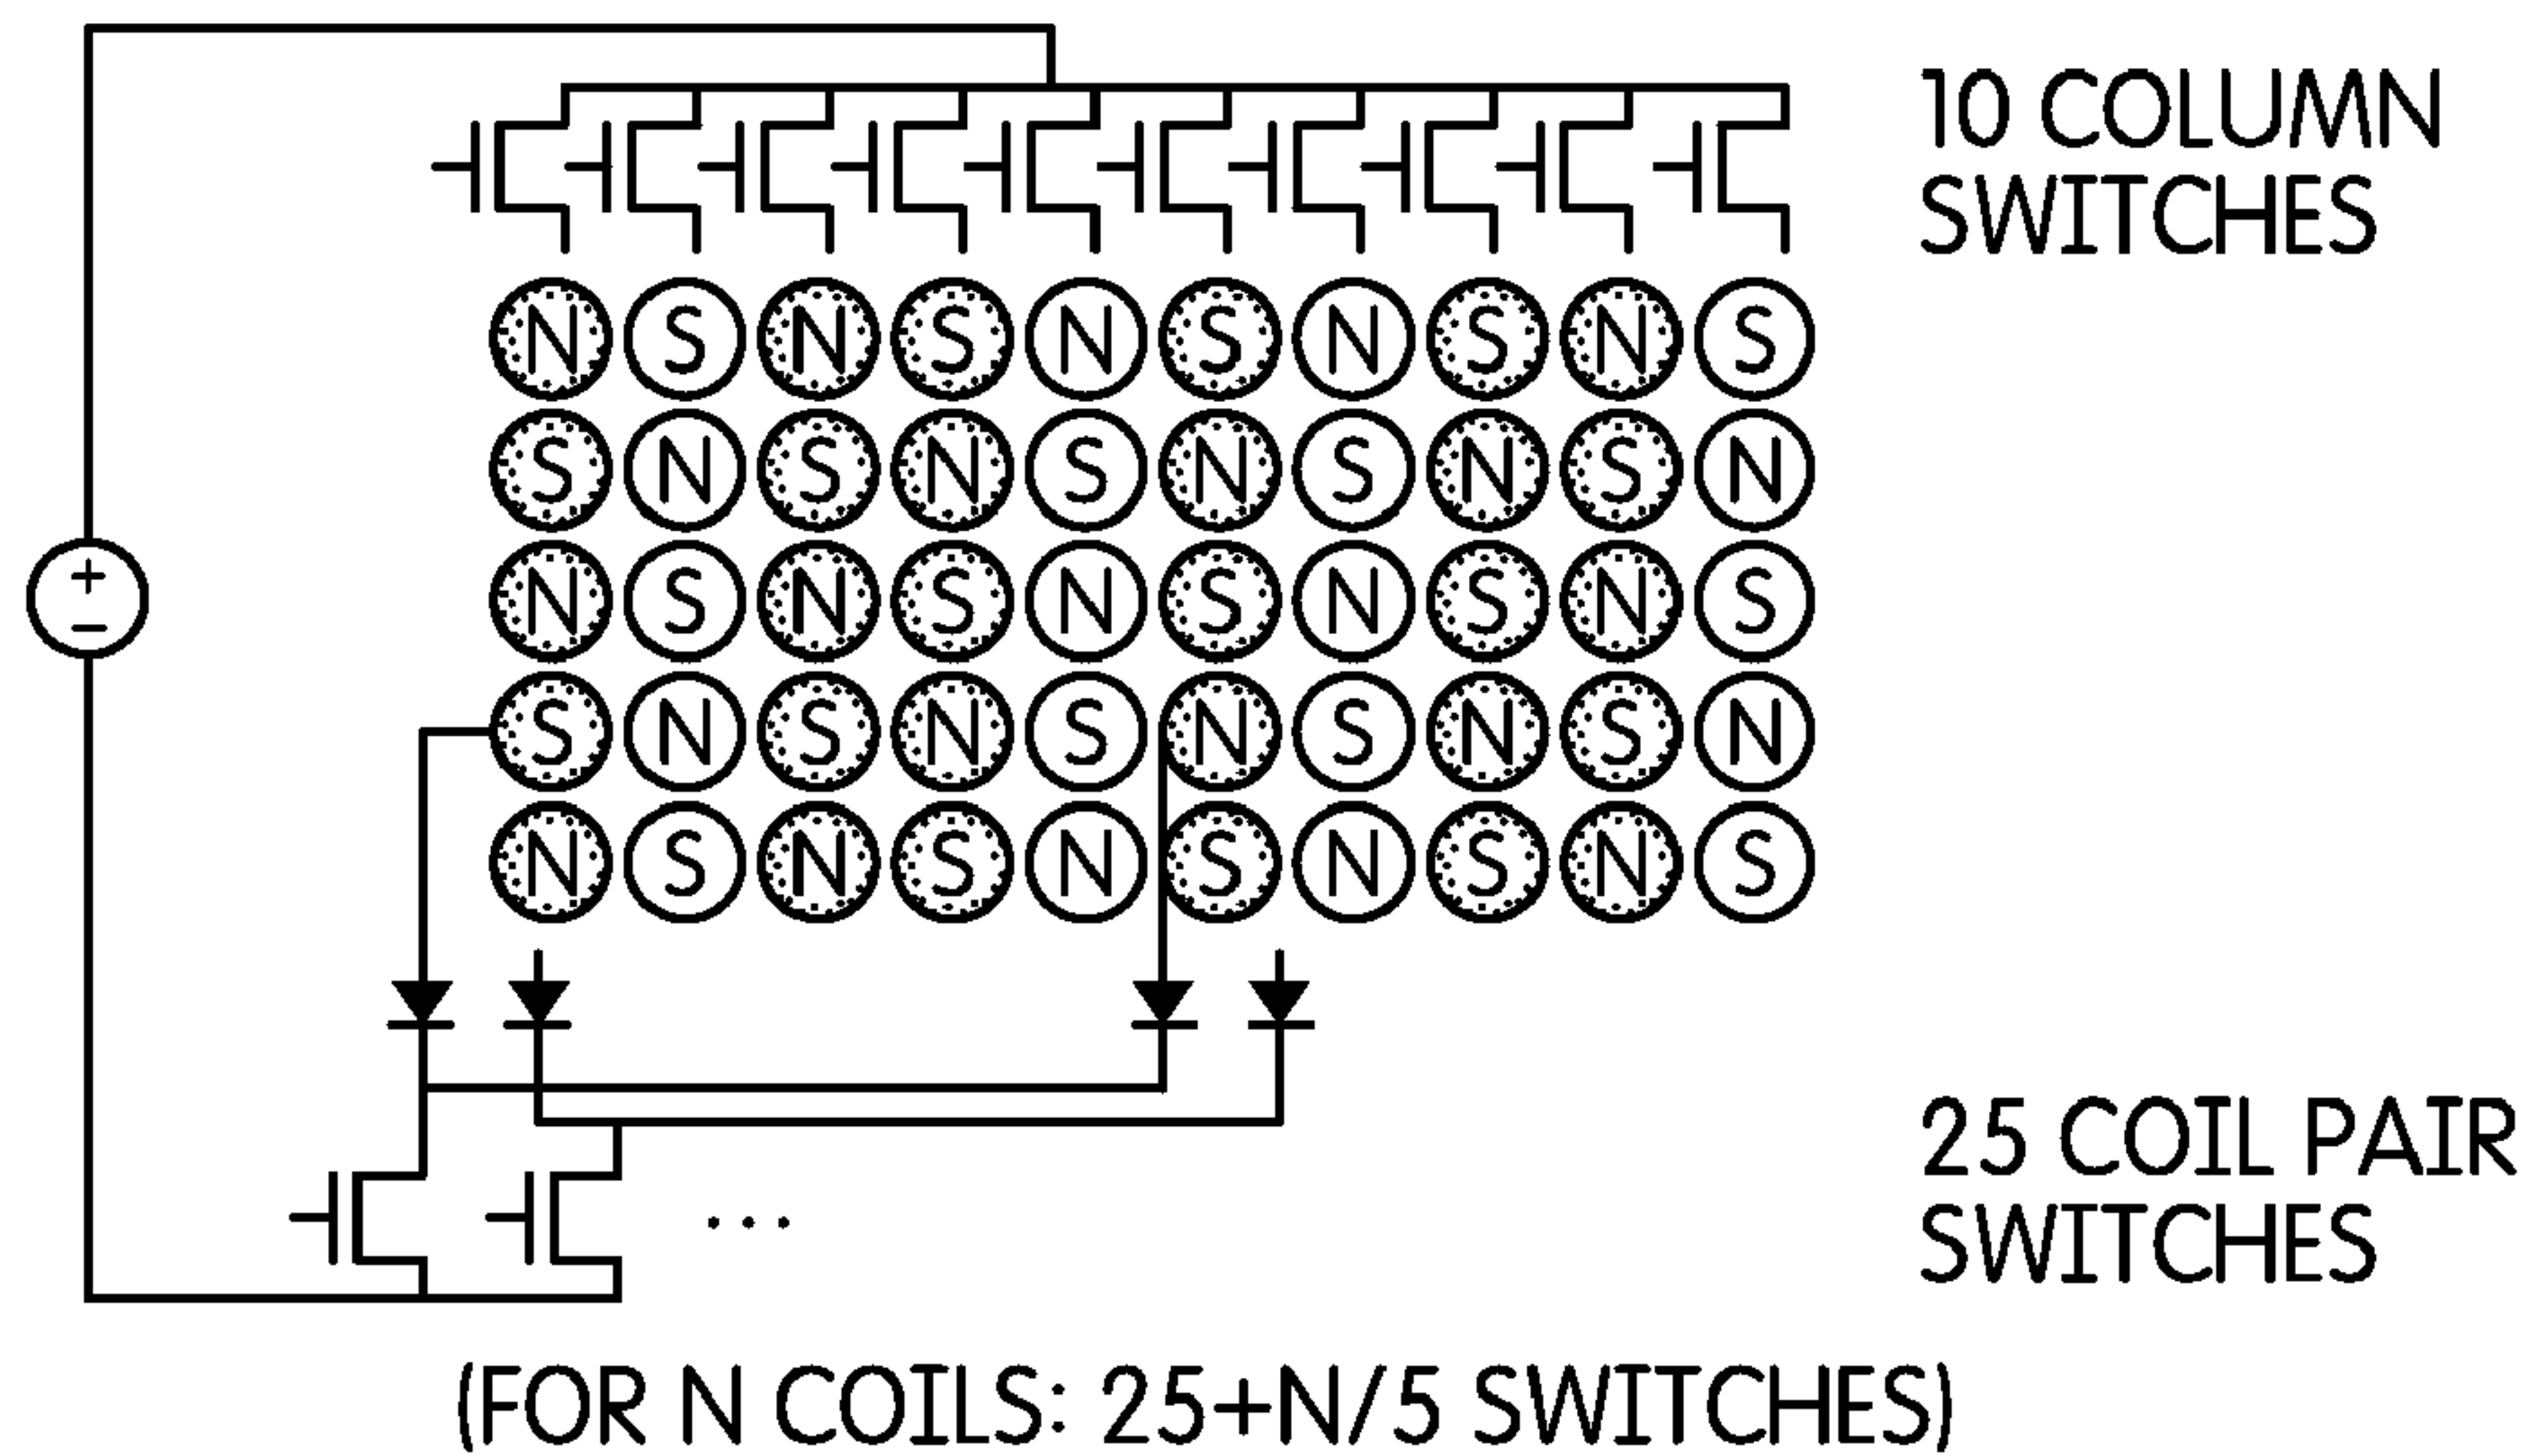 10 COLUMN
SWITCHES
N S N S N S N S N S
S N S N S N S N S N
+
N S N S N S N S N S
−
S N S N S N S N S N
N S N S N S N S N S
25 COIL PAIR
SWITCHES
...
(FOR N COILS: 25+N/5 SWITCHES)